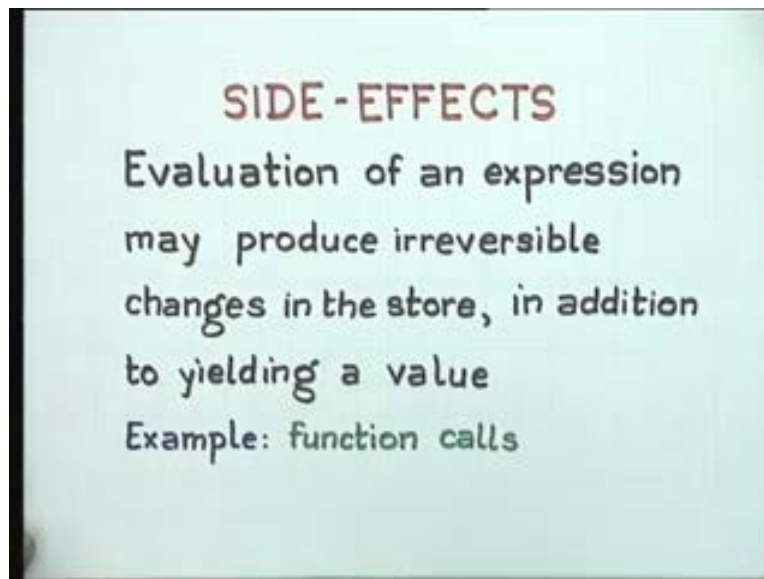 SIDE-EFFECTS
Evaluation of an expression
may produce irreversible
changes in the store, in addition
to yielding a value
Example: function calls